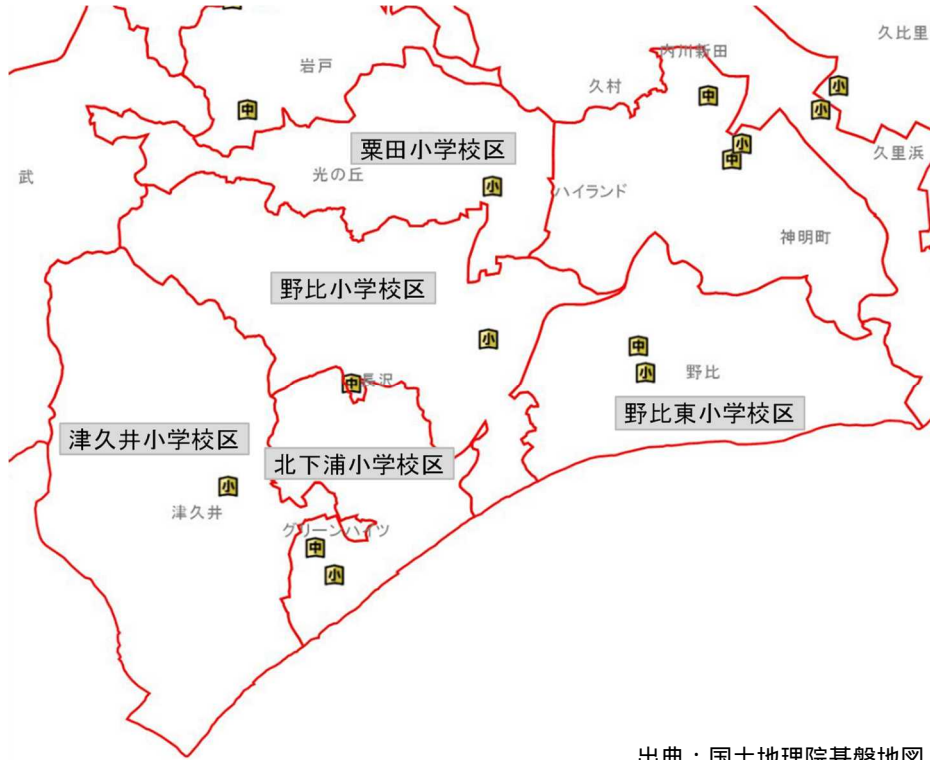 久比里
内川新田
岩戸
久村
小
中
中
小
小
粟田小学校区
小
中
久里浜
武
光の丘
小
ハイランド
神明町
野比小学校区
小
中
小
野比
中
長沢
野比東小学校区
津久井小学校区
北下浦小学校区
小
津久井
グリーンハイツ
中
小
出典：国土地理院基盤地図